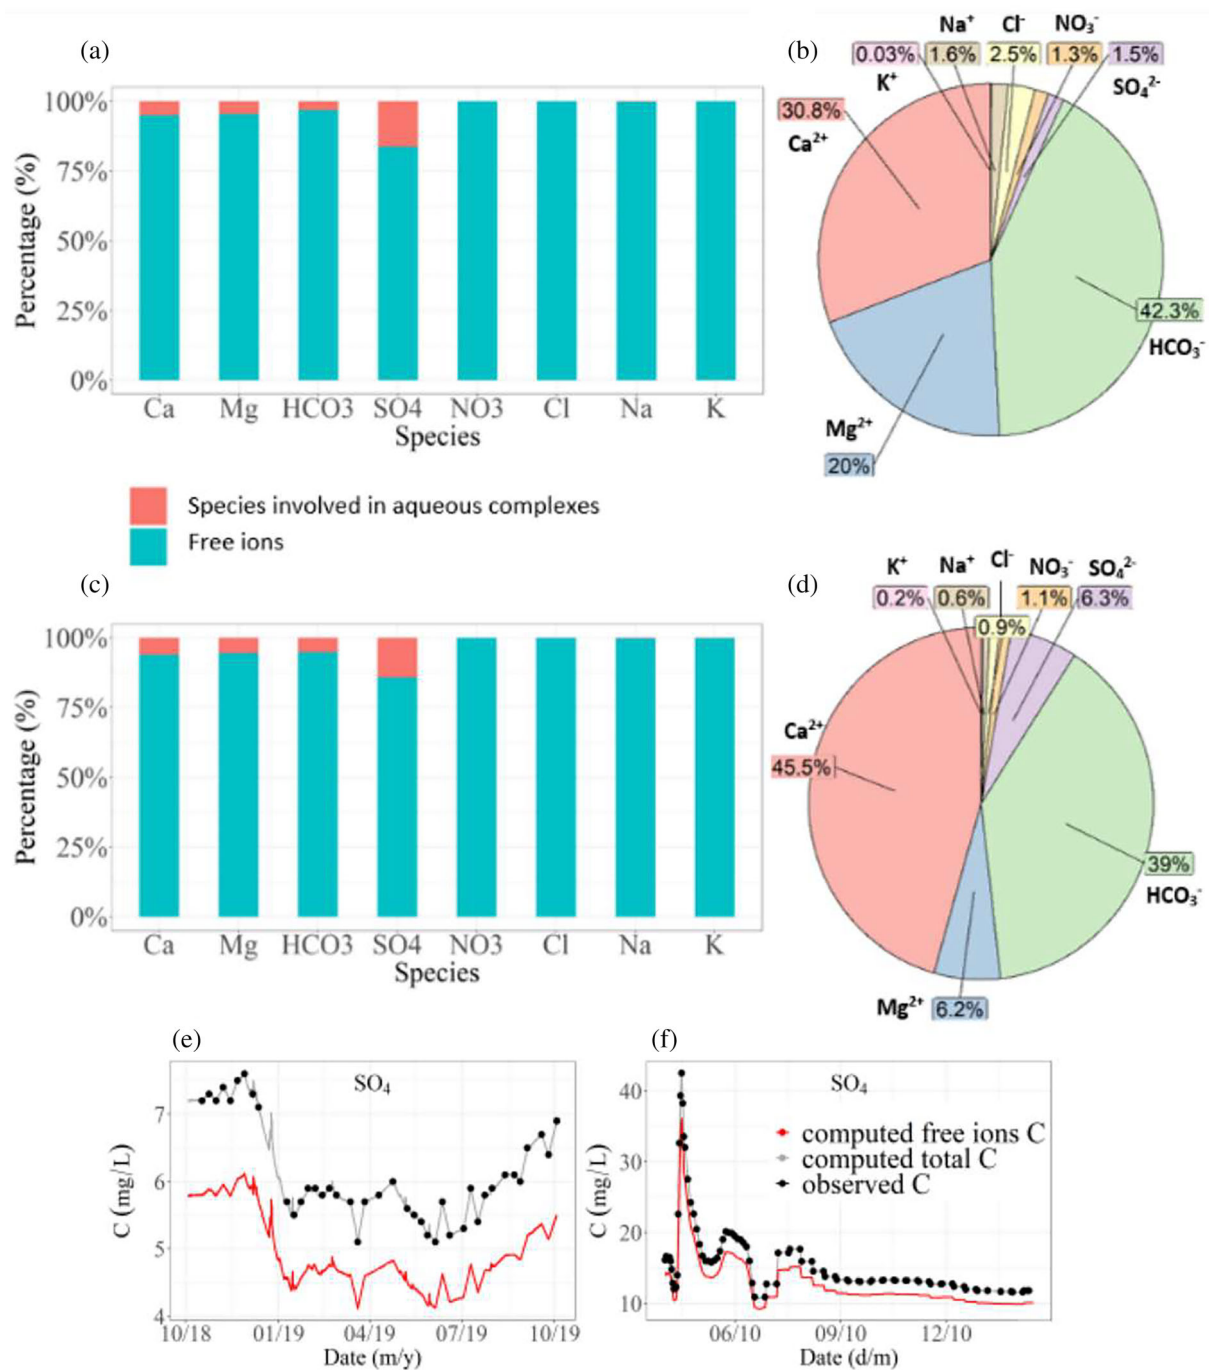 (a)
100%
75%
50%
25%
0%
Percentage (%)
Ca Mg HCO3 SO4 NO3 Cl Na K
Species
(b)
Na⁺ Cl⁻ NO₃⁻
0.03% 1.6% 2.5% 1.3% 1.5%
K⁺ SO₄²⁻
30.8%
Ca²⁺
42.3%
HCO₃⁻
Mg²⁺
20%
Species involved in aqueous complexes
Free ions
(c)
100%
75%
50%
25%
0%
Percentage (%)
Ca Mg HCO3 SO4 NO3 Cl Na K
Species
(d)
K⁺ Na⁺ Cl⁻ NO₃⁻ SO₄²⁻
0.2% 0.6% 1.1% 6.3%
0.9%
Ca²⁺
45.5%
39%
HCO₃⁻
Mg²⁺ 6.2%
(e)
SO₄
7
6
5
4
C (mg/L)
10/18 01/19 04/19 07/19 10/19
Date (m/y)
(f)
SO₄
40
30
20
10
C (mg/L)
computed free ions C
computed total C
observed C
06/10 09/10 12/10
Date (d/m)